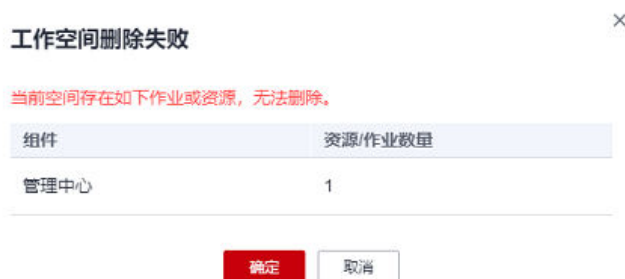 工作空间删除失败
当前空间存在如下作业或资源，无法删除。
组件 资源/作业数量
管理中心 1
确定 取消